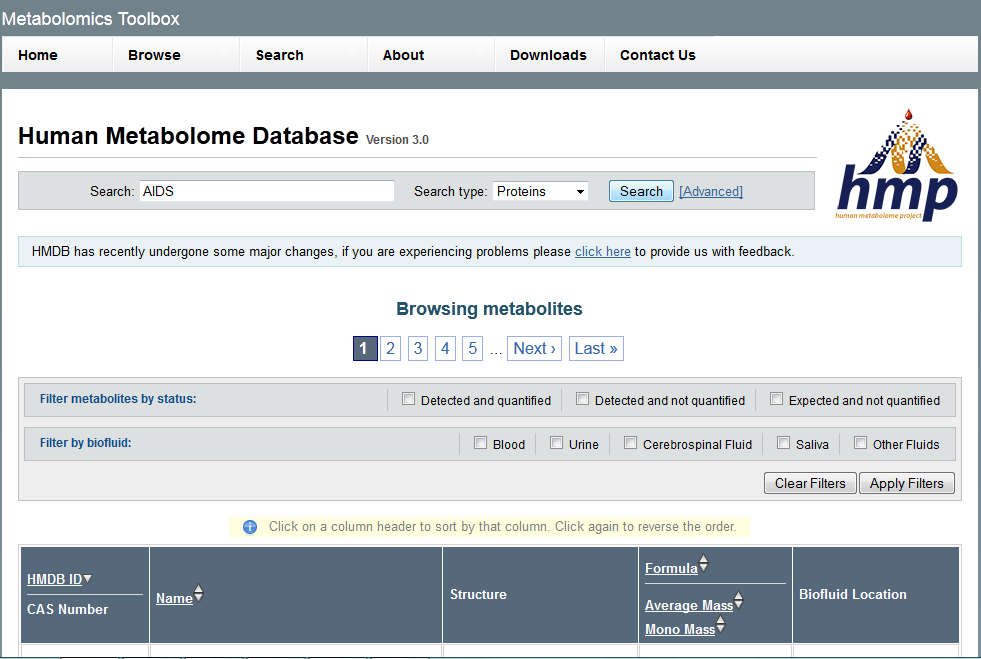 Metabolomics Toolbox
Home Browse Search About Downloads Contact Us
Human Metabolome Database Version 3.0
Search: AIDS Search type: Proteins Search [Advanced]
hmp
human metabolome project
HMDB has recently undergone some major changes, if you are experiencing problems please click here to provide us with feedback.
Browsing metabolites
1 2 3 4 5 ... Next › Last »
Filter metabolites by status: Detected and quantified Detected and not quantified Expected and not quantified
Filter by biofluid: Blood Urine Cerebrospinal Fluid Saliva Other Fluids
Clear Filters Apply Filters
Click on a column header to sort by that column. Click again to reverse the order.
HMDB ID
CAS Number
Name
Structure
Formula
Average Mass
Mono Mass
Biofluid Location